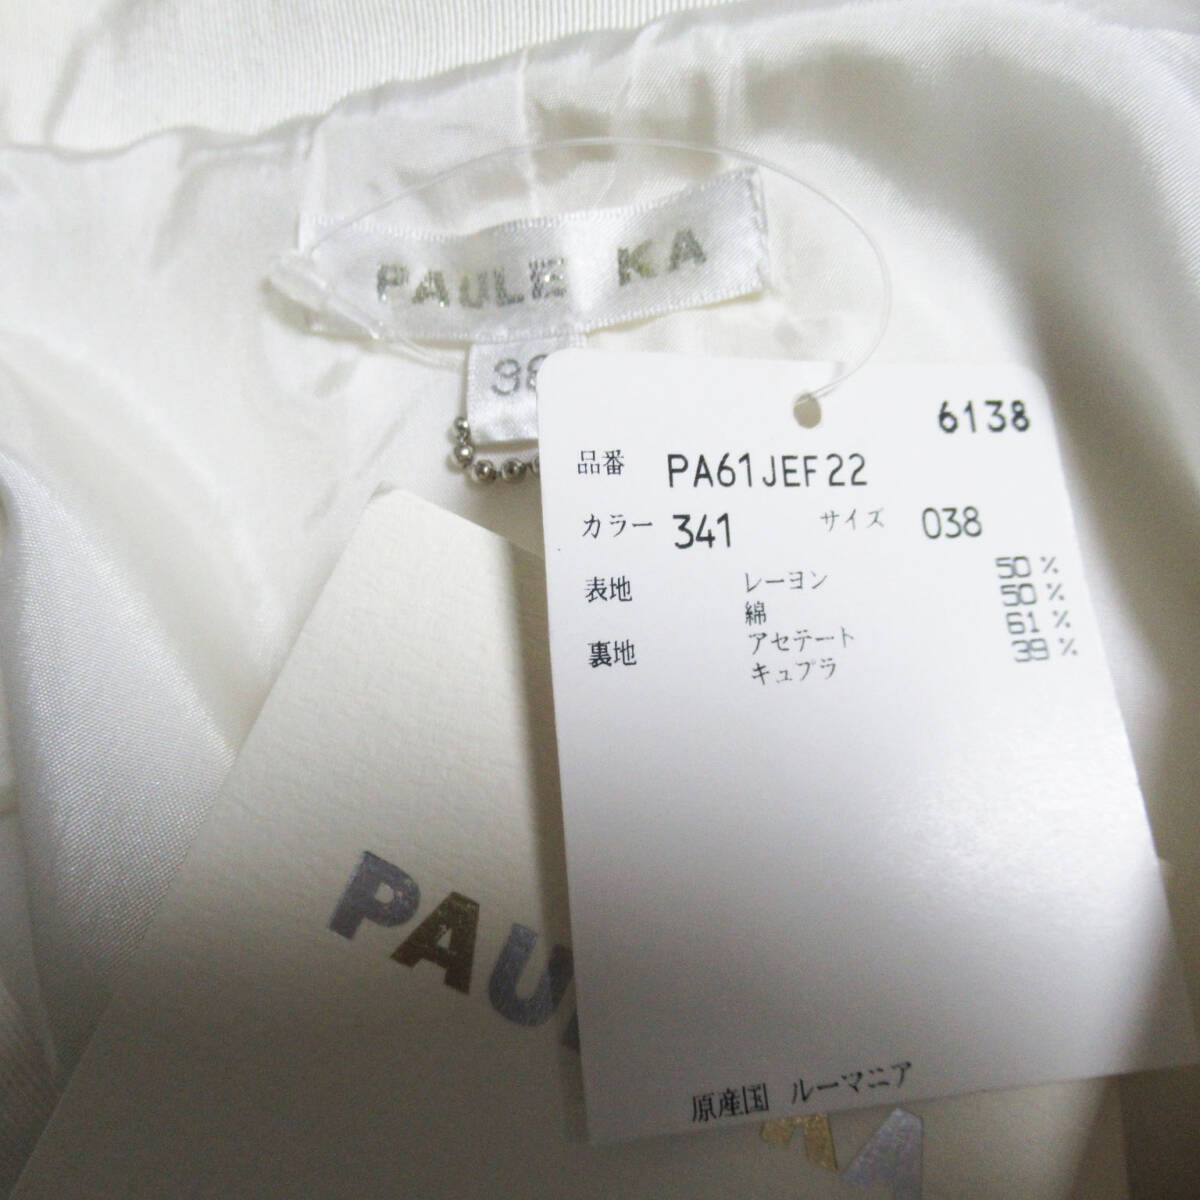 PAULE KA
38
6138
品番 PA61JEF22
カラー 341 サイズ 038
表地 レーヨン 50%
綿 50%
裏地 アセテート 61%
キュプラ 39%
原産国 ルーマニア
PAU
KA